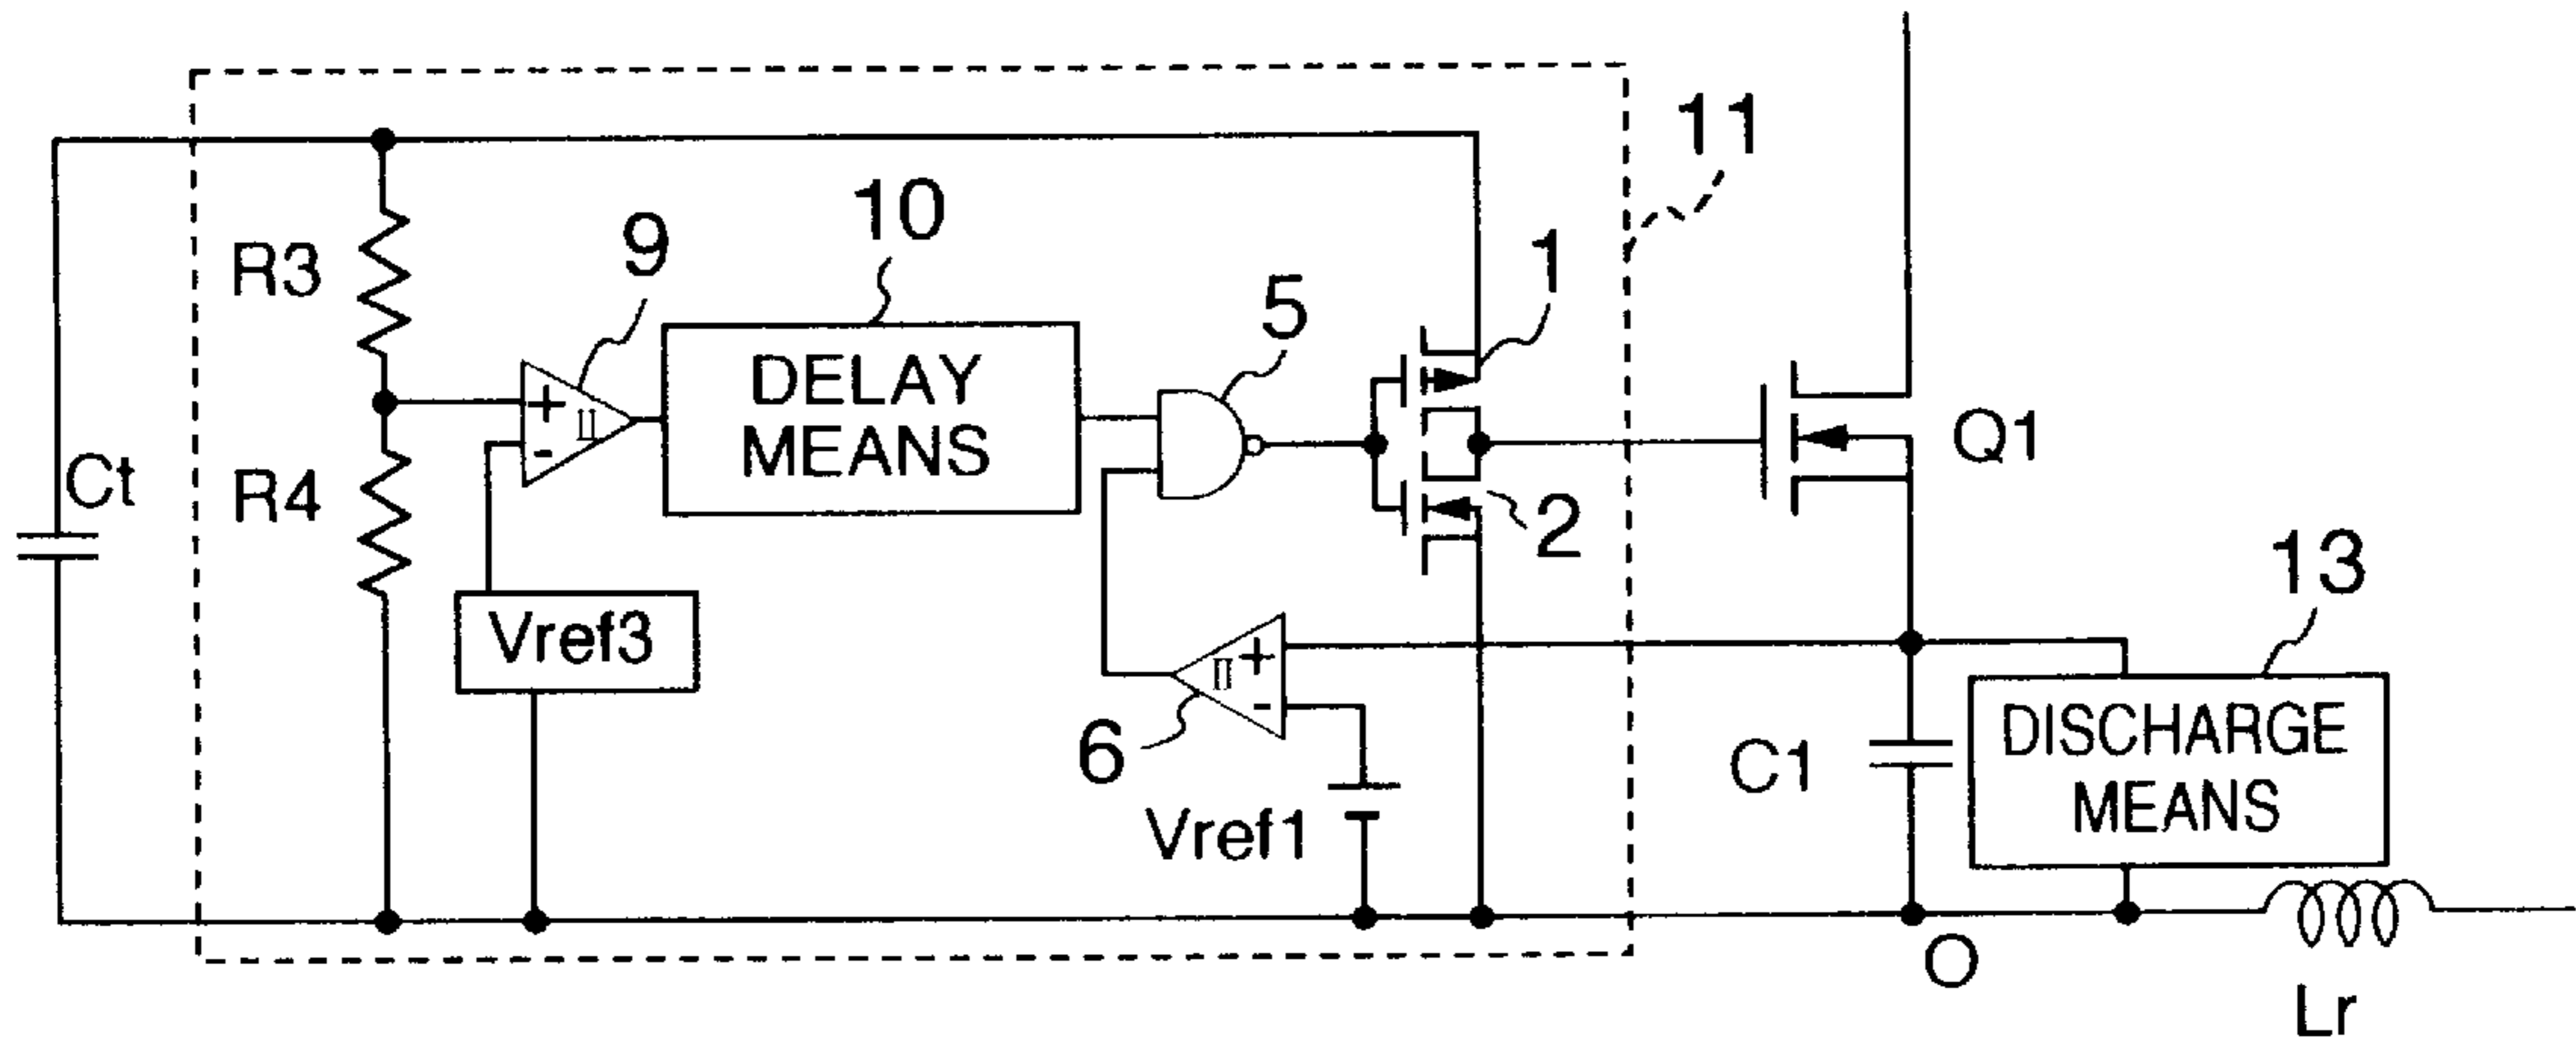 11
10
9
1
R3
5
DELAY
MEANS
+
-
Q1
Ct
R4
2
13
Vref3
+
-
6
C1
DISCHARGE
MEANS
Vref1
O
Lr